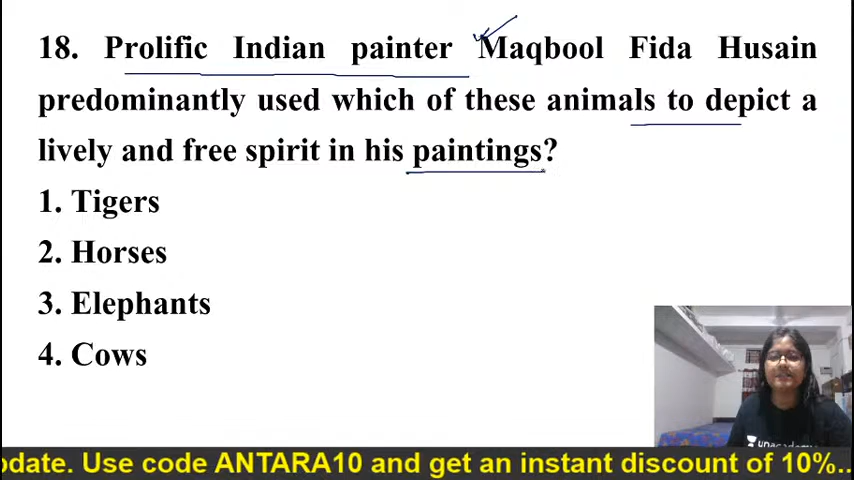 18. Prolific Indian painter Maqbool Fida Husain
predominantly used which of these animals to depict a
lively and free spirit in his paintings?
1. Tigers
2. Horses
3. Elephants
4. Cows
unacademy
date. Use code ANTARA10 and get an instant discount of 10%..